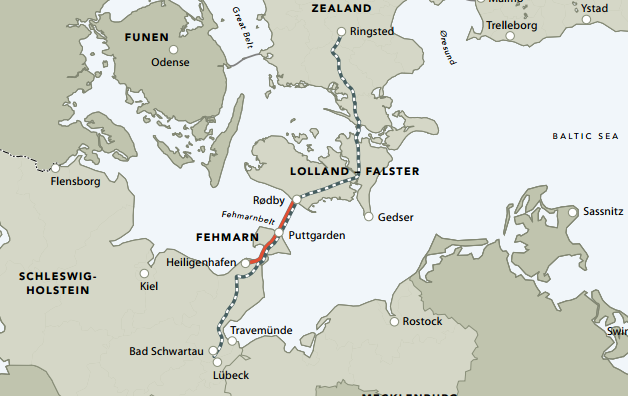 ZEALAND
Ystad
Great Belt
Trelleborg
Ringsted
FUNEN
Øresund
Odense
BALTIC SEA
LOLLAND – FALSTER
Flensborg
Rødby
Sassnitz
Fehmarnbelt
Gedser
FEHMARN
Puttgarden
Heiligenhafen
SCHLESWIG-
HOLSTEIN
Kiel
Rostock
Travemünde
Bad Schwartau
Lübeck